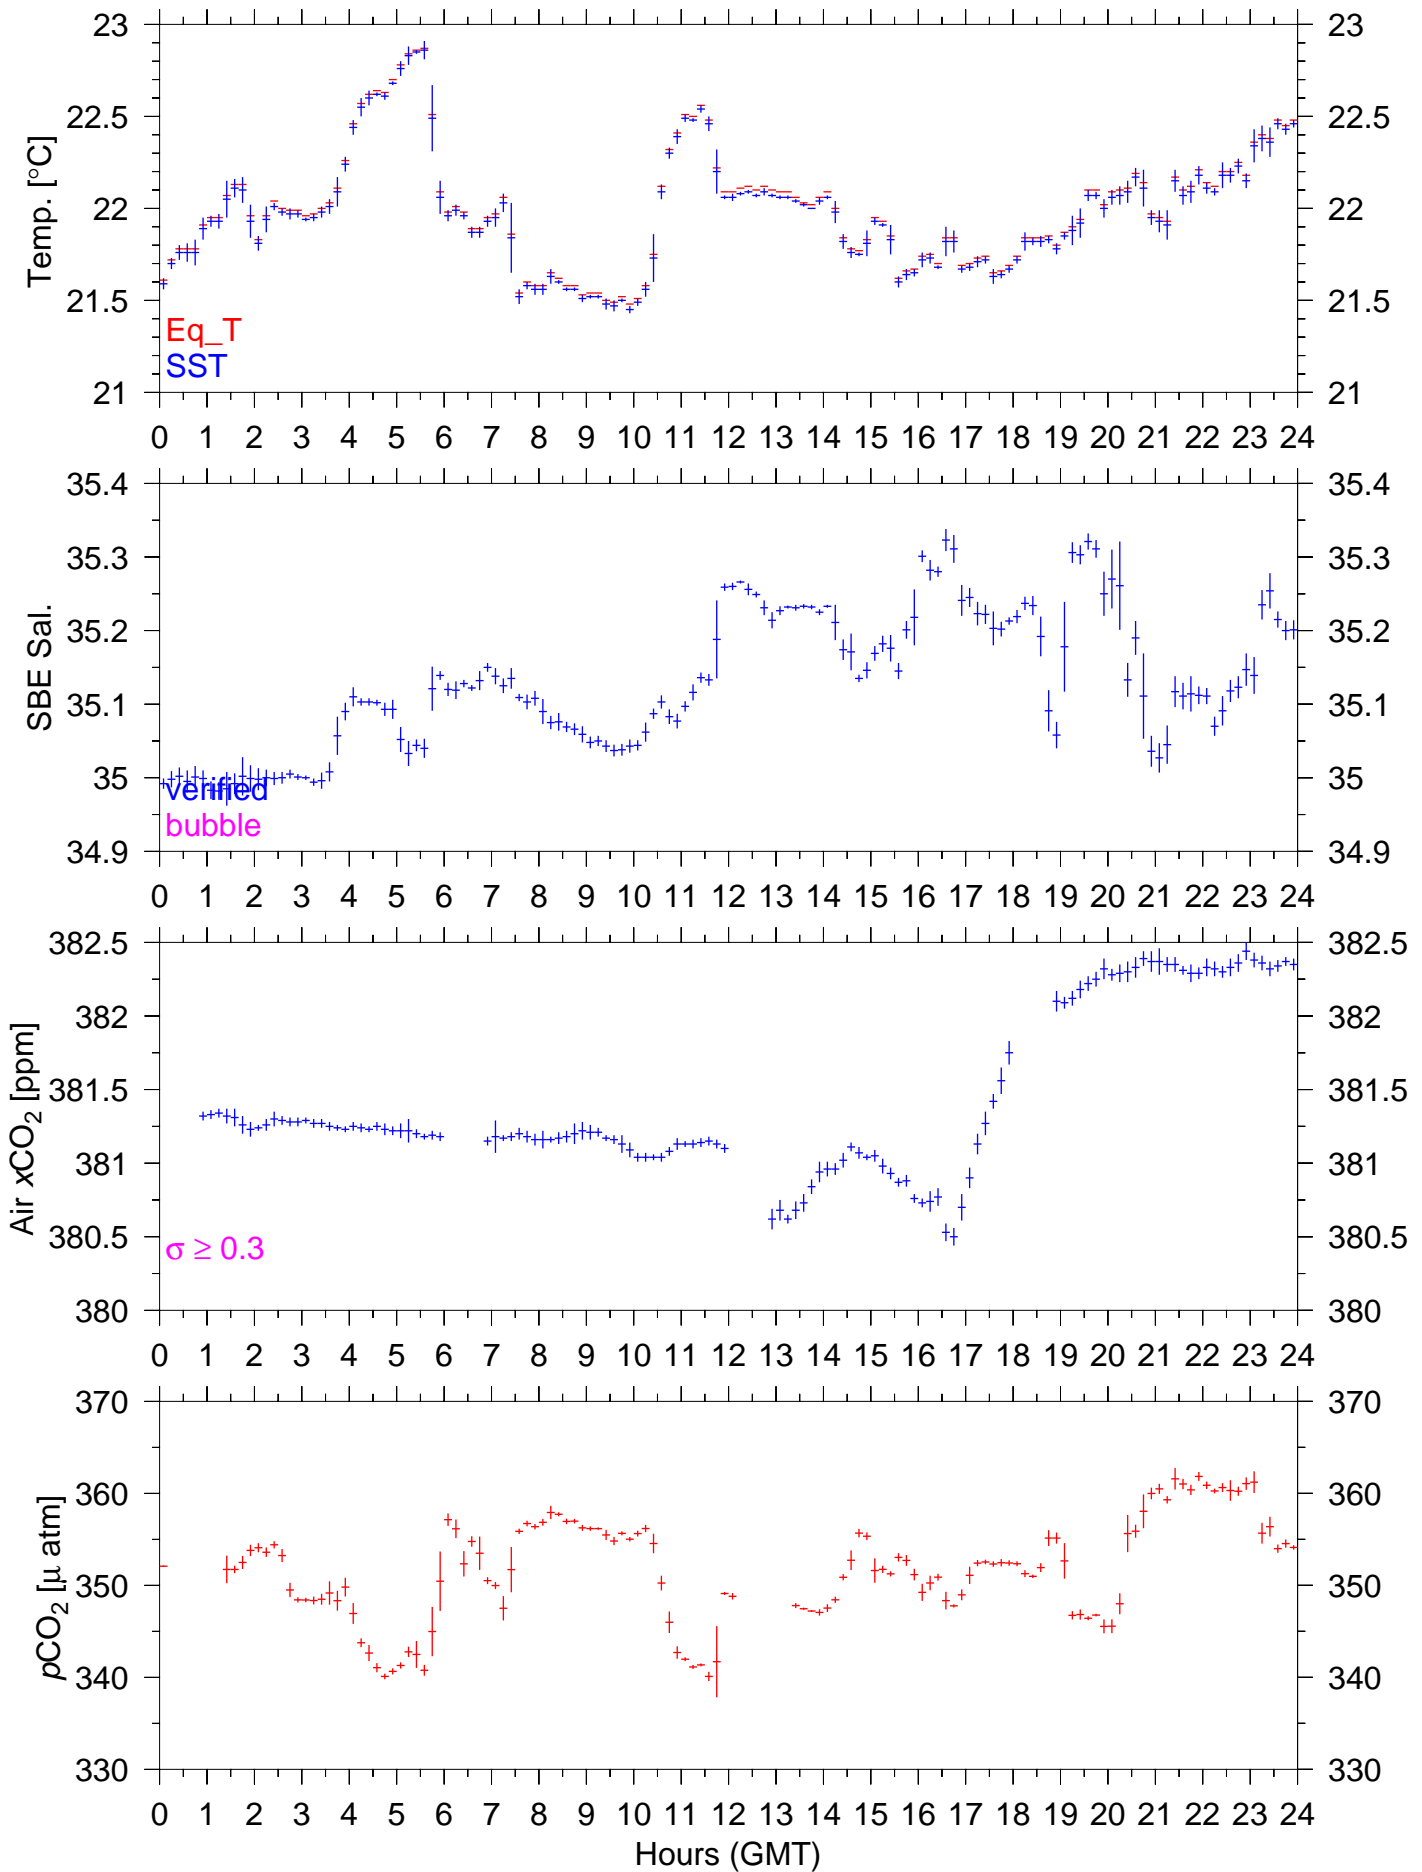 23 23
22.5 22.5
22 22
21.5 21.5
21 21
Temp. [°C]
Eq_T
SST
0 1 2 3 4 5 6 7 8 9 10 11 12 13 14 15 16 17 18 19 20 21 22 23 24
35.4 35.4
35.3 35.3
35.2 35.2
35.1 35.1
35 35
34.9 34.9
SBE Sal.
verified
bubble
0 1 2 3 4 5 6 7 8 9 10 11 12 13 14 15 16 17 18 19 20 21 22 23 24
382.5 382.5
382 382
381.5 381.5
381 381
380.5 380.5
380 380
Air xCO₂ [ppm]
σ ≥ 0.3
0 1 2 3 4 5 6 7 8 9 10 11 12 13 14 15 16 17 18 19 20 21 22 23 24
370 370
360 360
350 350
340 340
330 330
pCO₂ [µ atm]
0 1 2 3 4 5 6 7 8 9 10 11 12 13 14 15 16 17 18 19 20 21 22 23 24
Hours (GMT)